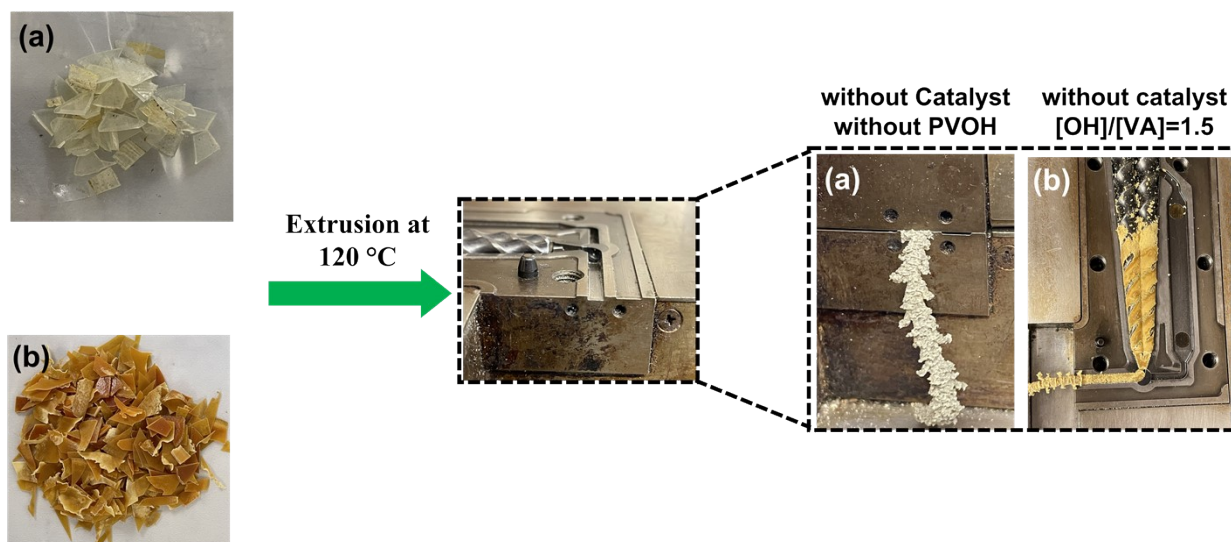 (a)
(b)
Extrusion at
120 °C
without Catalyst
without PVOH
without catalyst
[OH]/[VA]=1.5
(a)
(b)